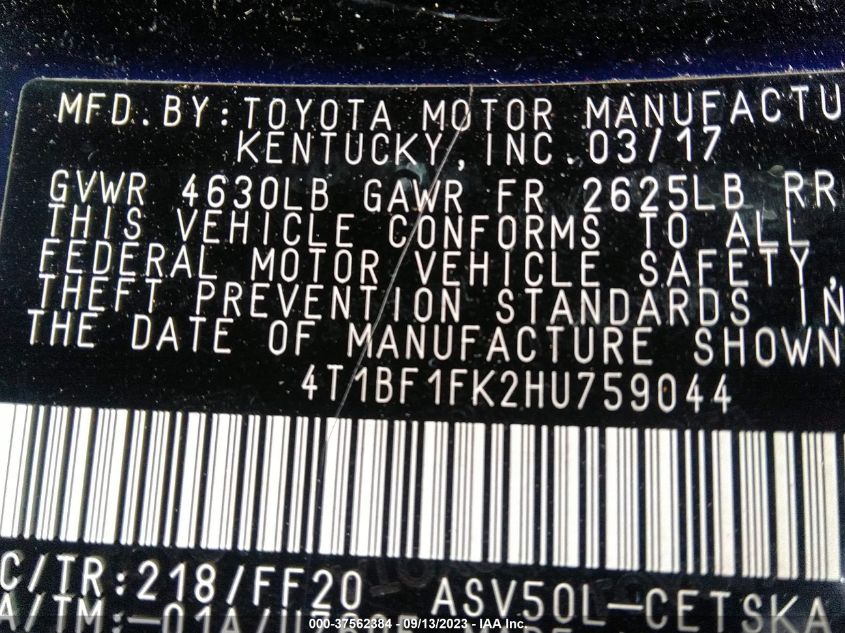 MFD.BY:TOYOTA MOTOR MANUFACTU
KENTUCKY,INC.03/17
GVWR 4630LB GAWR FR 2625LB RR
THIS VEHICLE CONFORMS TO ALL
FEDERAL MOTOR VEHICLE SAFETY,
THEFT PREVENTION STANDARDS IN
THE DATE OF MANUFACTURE SHOWN
4T1BF1FK2HU759044
C/TR:218/FF20 ASV50L-CETSKA
A/TM:-01A/
000-37562384 - 09/13/2023 - IAA Inc.